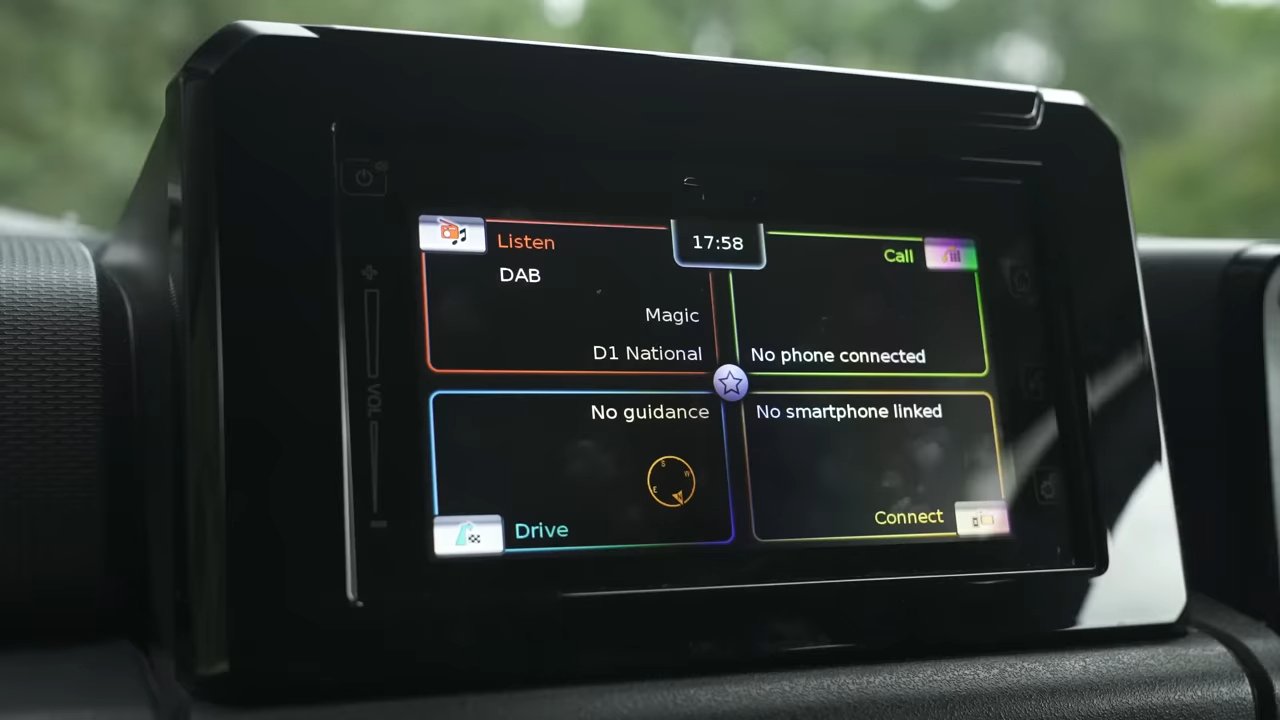 Listen
17:58
Call
DAB
Magic
D1 National
No phone connected
VOL
No guidance
No smartphone linked
S
E
Drive
Connect